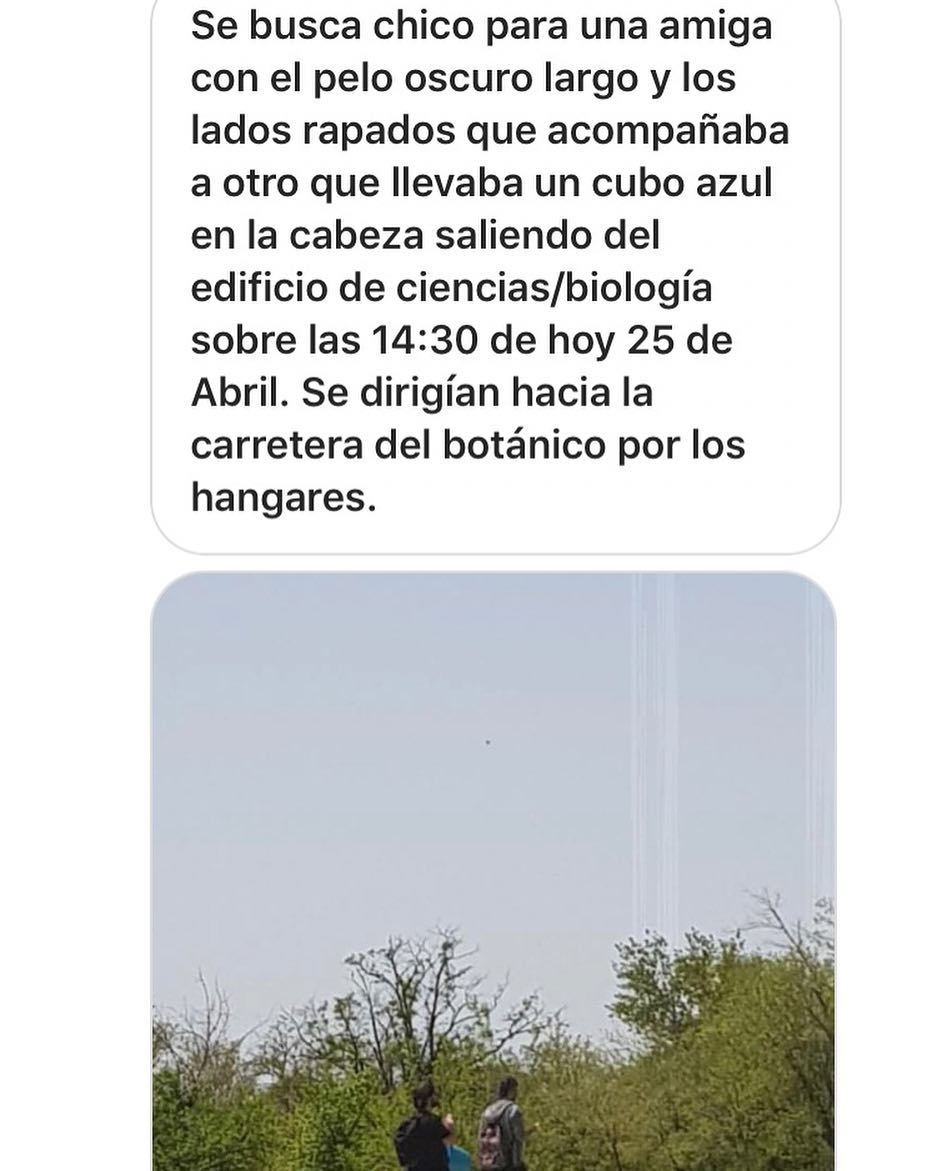 Se busca chico para una amiga
con el pelo oscuro largo y los
lados rapados que acompañaba
a otro que llevaba un cubo azul
en la cabeza saliendo del
edificio de ciencias/biología
sobre las 14:30 de hoy 25 de
Abril. Se dirigían hacia la
carretera del botánico por los
hangares.